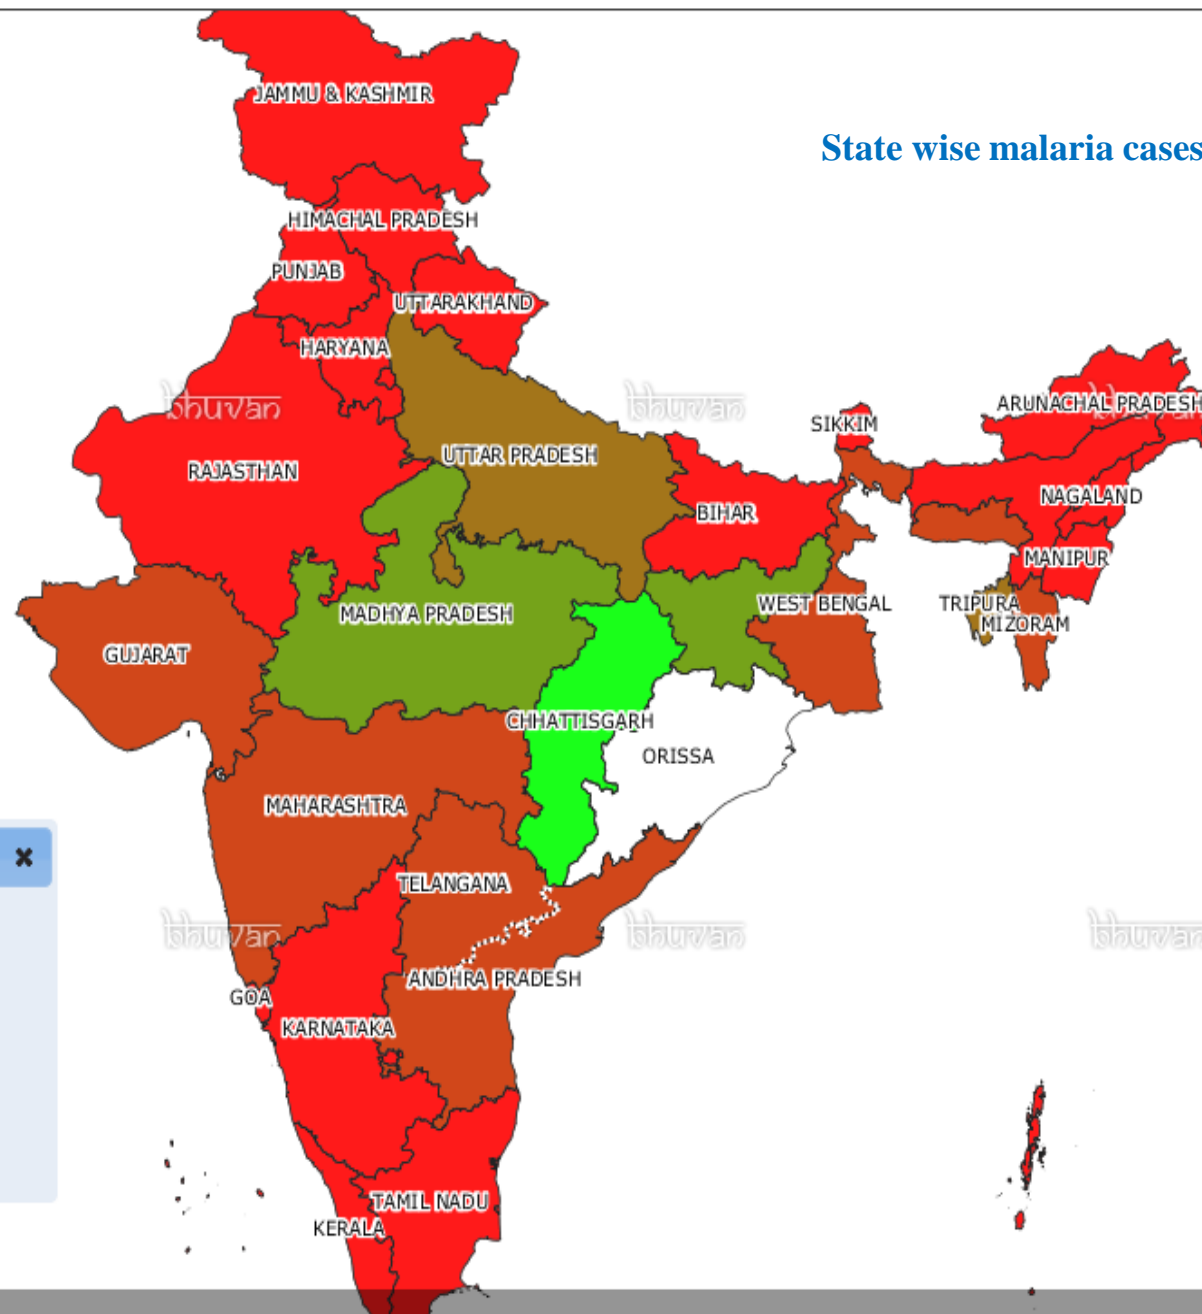 JAMMU & KASHMIR
State wise malaria cases
HIMACHAL PRADESH
PUNJAB
UTTARAKHAND
HARYANA
bhuvan
bhuvan
bhuvan
ARUNACHAL PRADESH
SIKKIM
UTTAR PRADESH
RAJASTHAN
NAGALAND
BIHAR
MANIPUR
WEST BENGAL
TRIPURA
MADHYA PRADESH
MIZORAM
GUJARAT
CHHATTISGARH
ORISSA
MAHARASHTRA
✖
TELANGANA
bhuvan
bhuvan
bhuvan
ANDHRA PRADESH
GOA
KARNATAKA
TAMIL NADU
KERALA